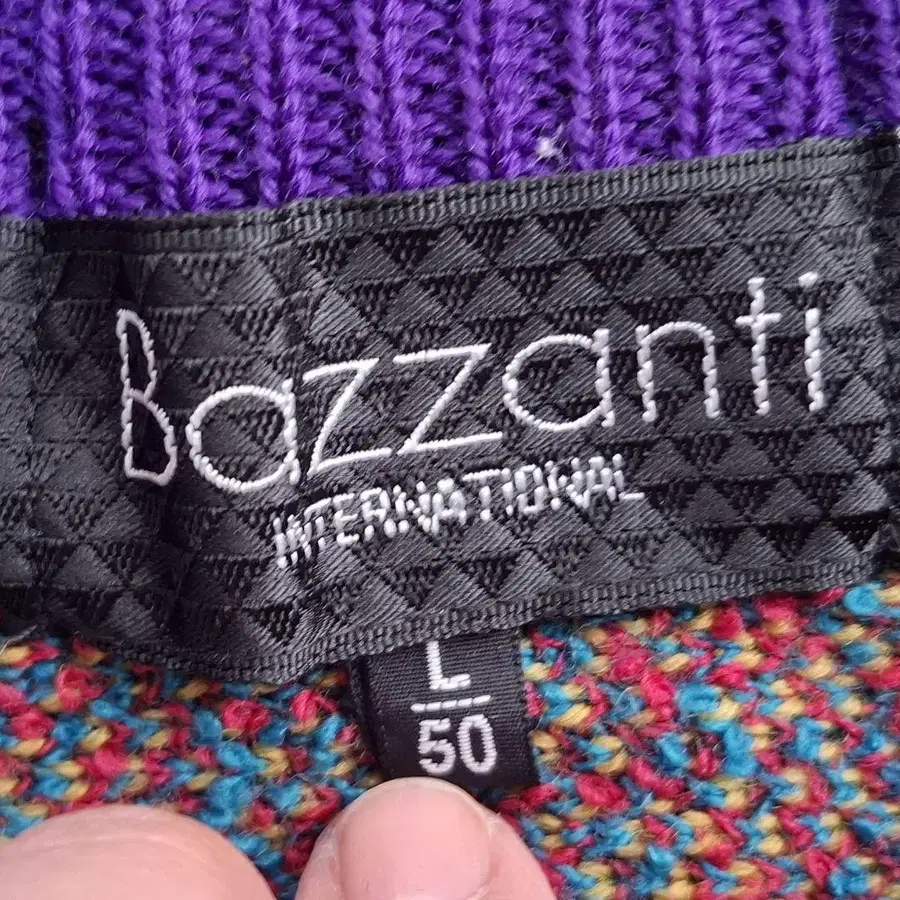 Bazzanti
INTERNATIONAL
L
50